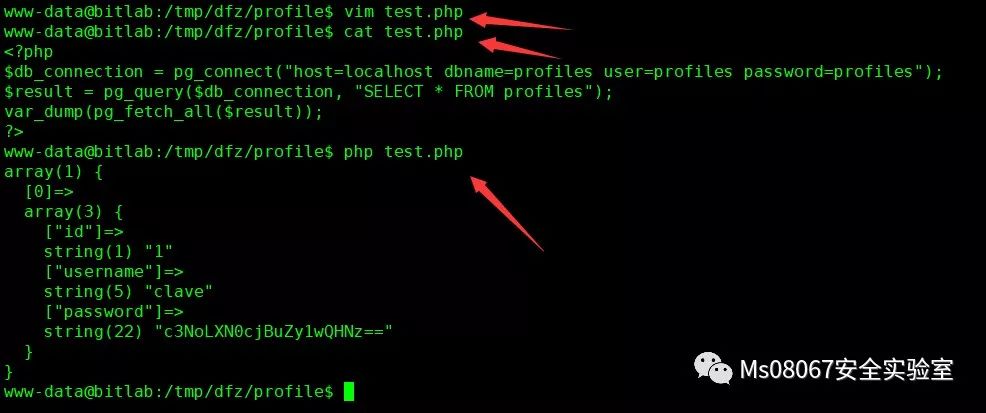 www-data@bitlab:/tmp/dfz/profile$ vim test.php
www-data@bitlab:/tmp/dfz/profile$ cat test.php
<?php
$db_connection = pg_connect("host=localhost dbname=profiles user=profiles password=profiles");
$result = pg_query($db_connection, "SELECT * FROM profiles");
var_dump(pg_fetch_all($result));
?>
www-data@bitlab:/tmp/dfz/profile$ php test.php
array(1) {
  [0]=>
  array(3) {
    ["id"]=>
    string(1) "1"
    ["username"]=>
    string(5) "clave"
    ["password"]=>
    string(22) "c3NoLXN0cjBuZy1wQHNz=="
  }
}
www-data@bitlab:/tmp/dfz/profile$
Ms08067安全实验室